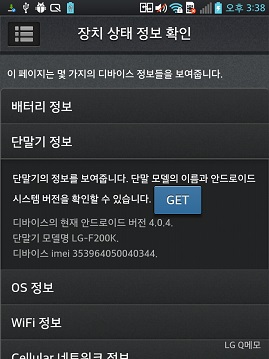 오후 3:38
장치 상태 정보 확인
이 페이지는 몇 가지의 디바이스 정보들을 보여줍니다.
배터리 정보
단말기 정보
단말기의 정보를 보여줍니다. 단말 모델의 이름과 안드로이드
시스템 버전을 확인할 수 있습니다. GET
디바이스의 현재 안드로이드 버전 4.0.4.
단말기 모델명 LG-F200K.
디바이스 imei 353964050040344.
OS 정보
WiFi 정보
LG Q메모
Cellular 네트워크 정보